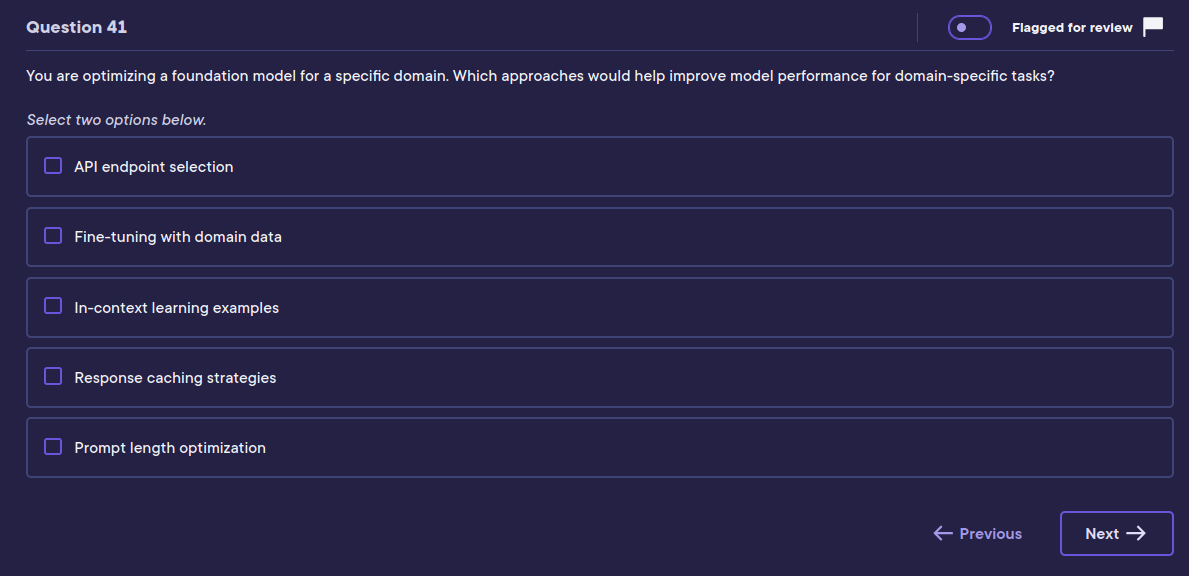 Question 41
Flagged for review
You are optimizing a foundation model for a specific domain. Which approaches would help improve model performance for domain-specific tasks?
Select two options below.
API endpoint selection
Fine-tuning with domain data
In-context learning examples
Response caching strategies
Prompt length optimization
Previous
Next